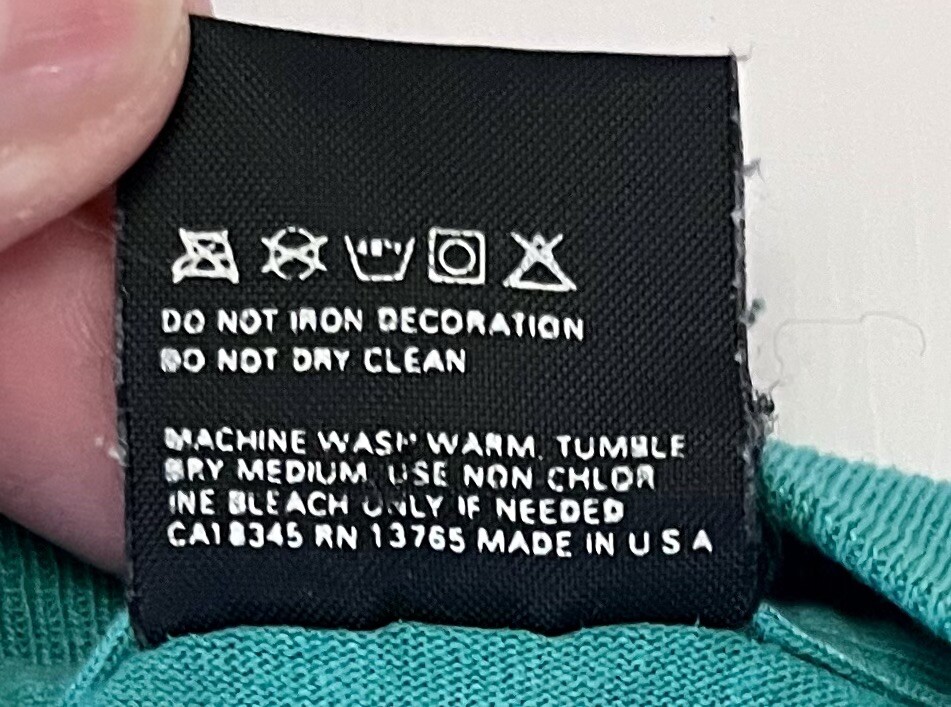 DO NOT IRON DECORATION
DO NOT DRY CLEAN
MACHINE WASH WARM. TUMBLE
DRY MEDIUM. USE NON CHLOR
INE BLEACH ONLY IF NEEDED
CA18345 RN 13765 MADE IN U S A